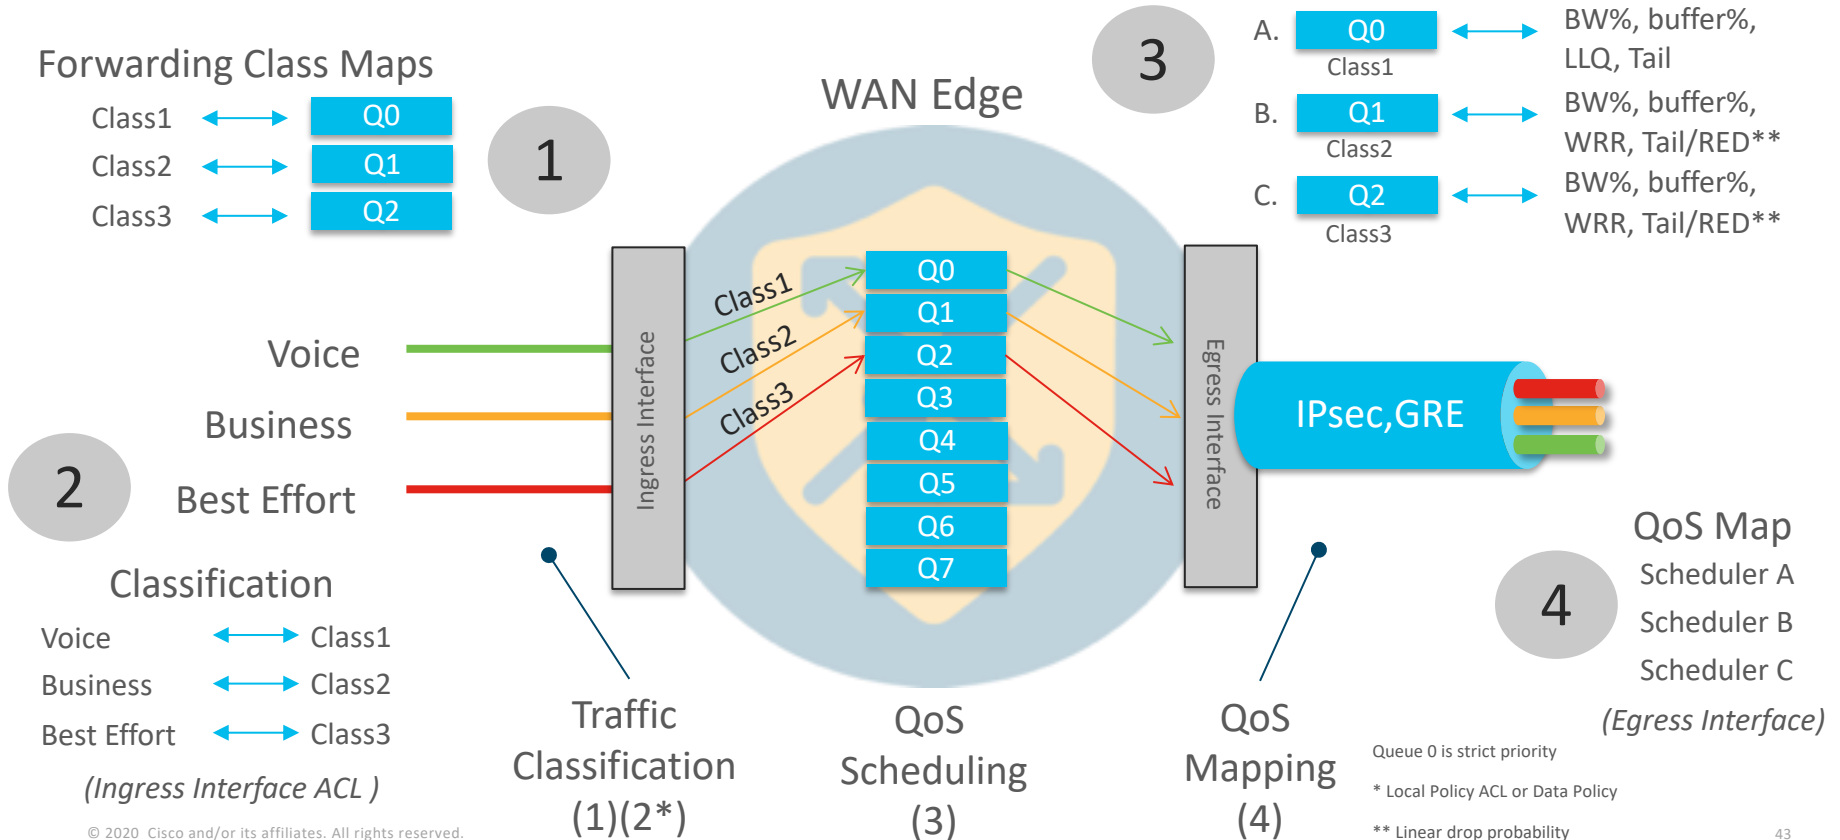 Forwarding Class Maps
Class1
Q0
Class2
Q1
Class3
Q2
1
WAN Edge
3
A.
Q0
Class1
BW%, buffer%,
LLQ, Tail
B.
Q1
Class2
BW%, buffer%,
WRR, Tail/RED**
C.
Q2
Class3
BW%, buffer%,
WRR, Tail/RED**
Voice
Business
Best Effort
2
Ingress Interface
Class1
Class2
Class3
Q0
Q1
Q2
Q3
Q4
Q5
Q6
Q7
Egress Interface
IPsec,GRE
Classification
Voice
Class1
Business
Class2
Best Effort
Class3
(Ingress Interface ACL )
Traffic
Classification
(1)(2*)
QoS
Scheduling
(3)
QoS
Mapping
(4)
4
QoS Map
Scheduler A
Scheduler B
Scheduler C
(Egress Interface)
Queue 0 is strict priority
* Local Policy ACL or Data Policy
** Linear drop probability
© 2020 Cisco and/or its affiliates. All rights reserved.
43